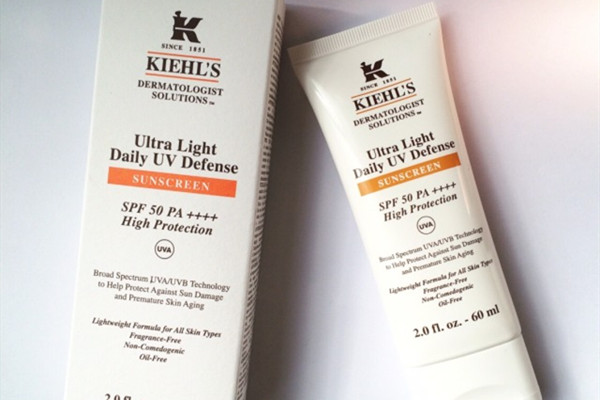 SINCE 1851
KIEHL'S
DERMATOLOGIST
SOLUTIONS™
Ultra Light
Daily UV Defense
SUNSCREEN
SPF 50 PA ++++
High Protection
UVA
Broad Spectrum UVA/UVB Technology
to Help Protect Against Sun Damage
and Premature Skin Aging
Lightweight Formula for All Skin Types
Fragrance-Free
Non-Comedogenic
Oil-Free
K
SINCE 1851
KIEHL'S
DERMATOLOGIST
SOLUTIONS™
Ultra Light
Daily UV Defense
SUNSCREEN
SPF 50 PA ++++
High Protection
UVA
Broad Spectrum UVA/UVB Technology
to Help Protect Against Sun Damage
and Premature Skin Aging
Lightweight Formula for All Skin Types
Fragrance-Free
Non-Comedogenic
Oil-Free
2.0 fl. oz. - 60 ml